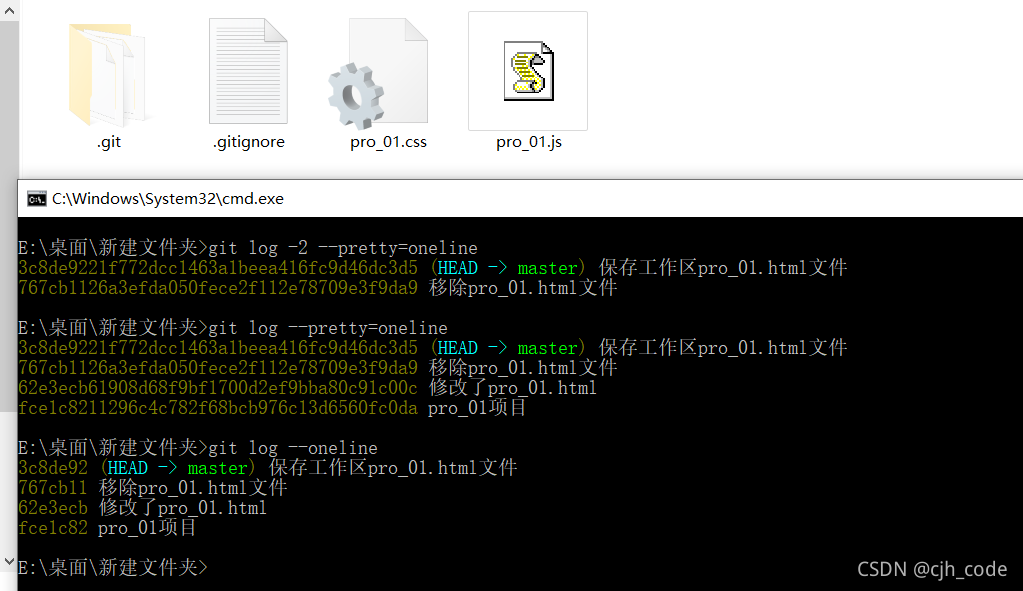 .git
.gitignore
pro_01.css
pro_01.js
C:\Windows\System32\cmd.exe
E:\桌面\新建文件夹>git log -2 --pretty=oneline
3c8de9221f772dcc1463a1beea416fc9d46dc3d5 (HEAD -> master) 保存工作区pro_01.html文件
767cb1126a3efda050fece2f112e78709e3f9da9 移除pro_01.html文件
E:\桌面\新建文件夹>git log --pretty=oneline
3c8de9221f772dcc1463a1beea416fc9d46dc3d5 (HEAD -> master) 保存工作区pro_01.html文件
767cb1126a3efda050fece2f112e78709e3f9da9 移除pro_01.html文件
62e3ecb61908d68f9bf1700d2ef9bba80c91c00c 修改了pro_01.html
fce1c8211296c4c782f68bcb976c13d6560fc0da pro_01项目
E:\桌面\新建文件夹>git log --oneline
3c8de92 (HEAD -> master) 保存工作区pro_01.html文件
767cb11 移除pro_01.html文件
62e3ecb 修改了pro_01.html
fce1c82 pro_01项目
E:\桌面\新建文件夹>
CSDN @cjh_code